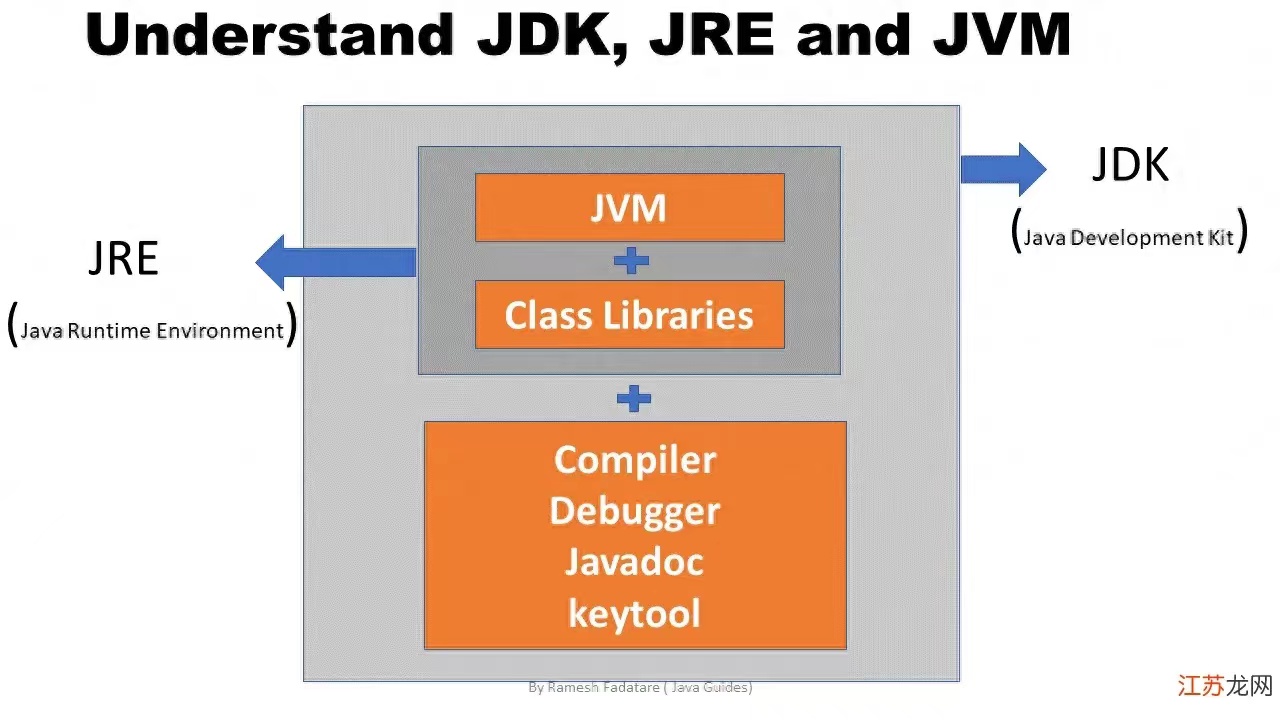 Understand JDK, JRE and JVM
JDK
(Java Development Kit)
JRE
(Java Runtime Environment)
JVM
Class Libraries
Compiler
Debugger
Javadoc
keytool
By Ramesh Fadatare ( Java Guides)
江苏龙网